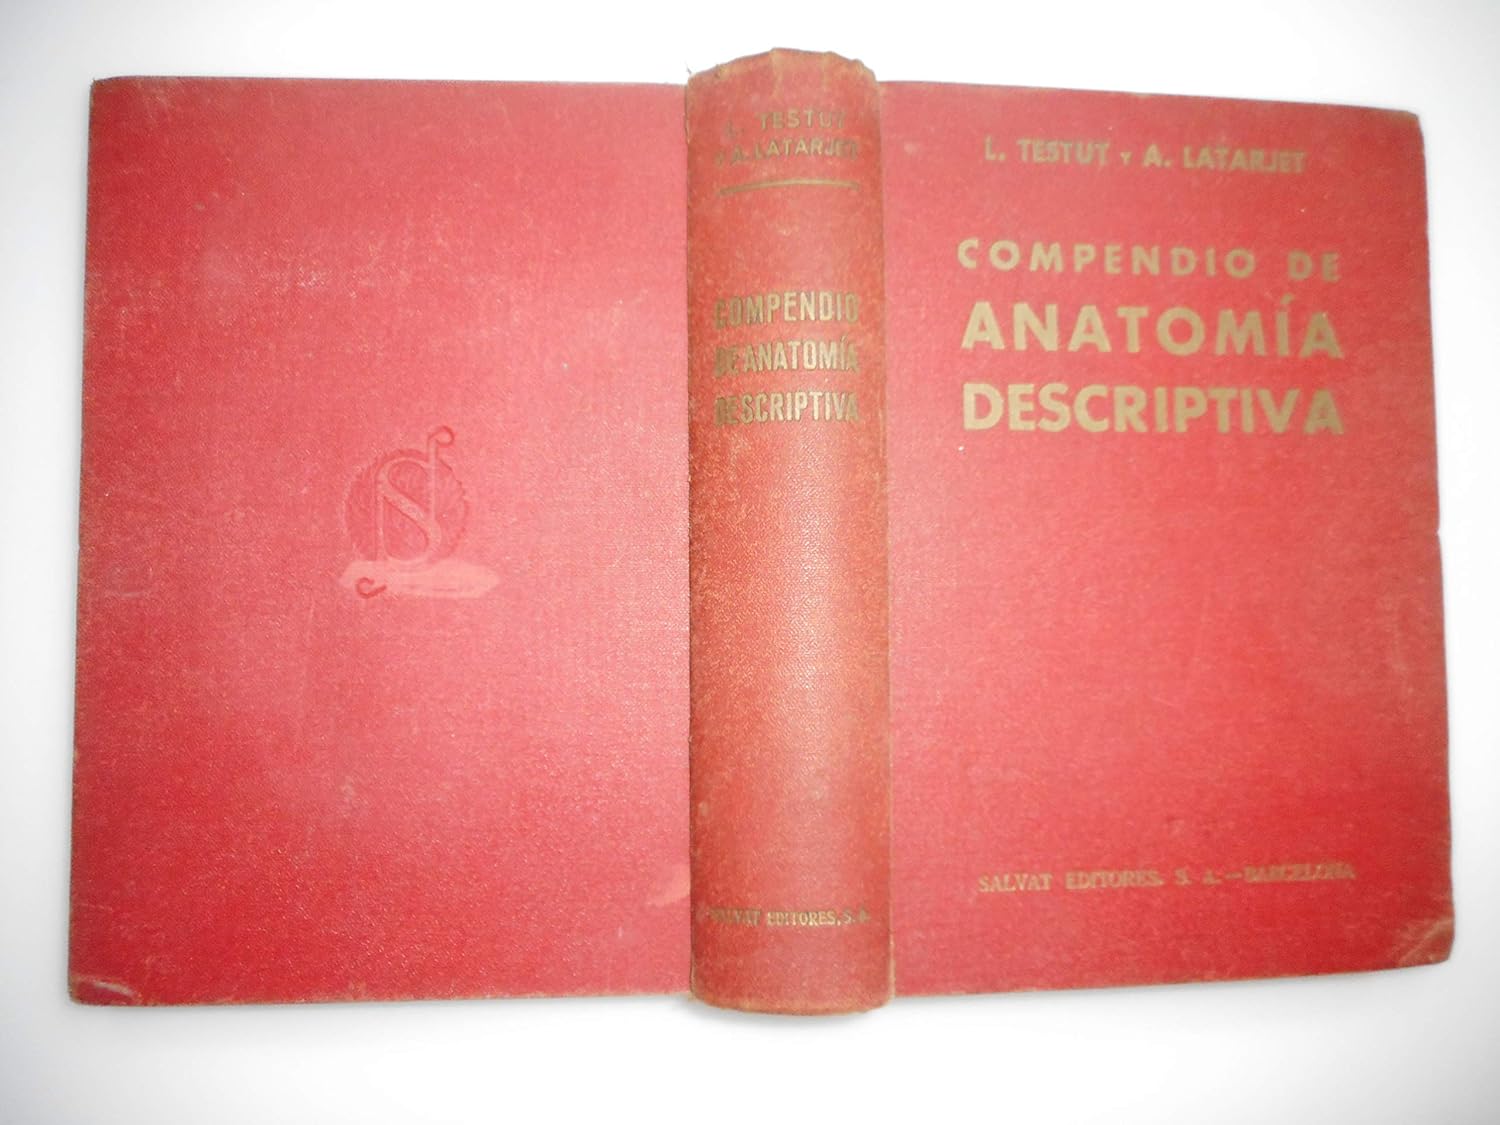 L. TESTUT
Y A. LATARJET
COMPENDIO
DE ANATOMÍA
DESCRIPTIVA
SALVAT EDITORES, S. A.
L. TESTUT Y A. LATARJET
COMPENDIO DE
ANATOMÍA
DESCRIPTIVA
SALVAT EDITORES, S. A.—BARCELONA